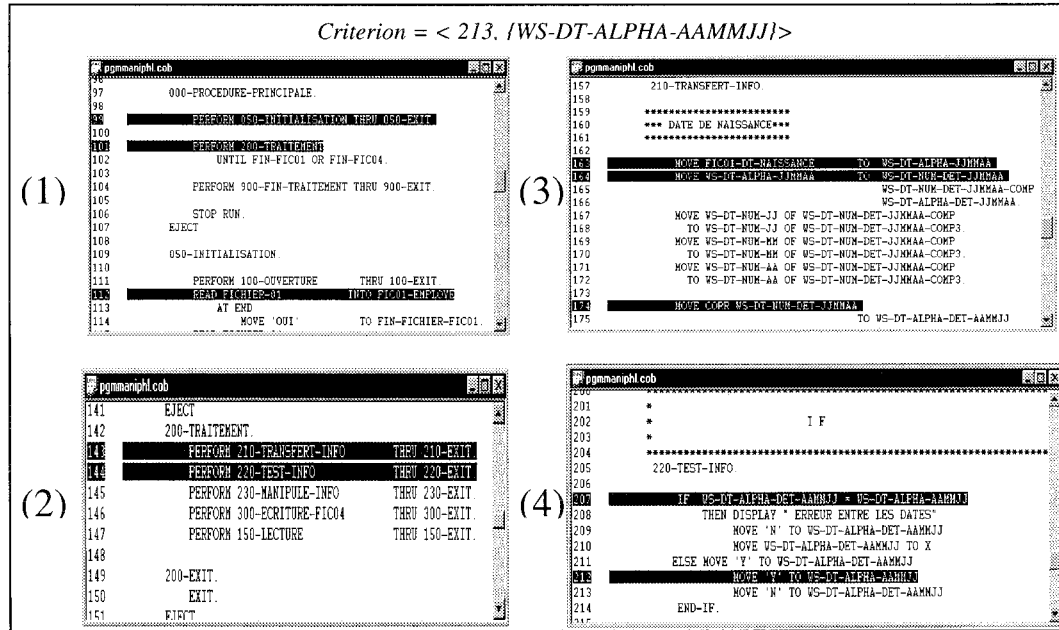 Criterion = < 213, {WS-DT-ALPHA-AAMMJJ}>
(1)
pgmmaniphl.cob
96
97 000-PROCEDURE-PRINCIPALE.
98
99 PERFORM 050-INITIALISATION THRU 050-EXIT.
100
101 PERFORM 200-TRAITEMENT
102 UNTIL FIN-FIC01 OR FIN-FIC04.
103
104 PERFORM 900-FIN-TRAITEMENT THRU 900-EXIT.
105
106 STOP RUN.
107 EJECT
108
109 050-INITIALISATION.
110
111 PERFORM 100-OUVERTURE THRU 100-EXIT.
112 READ FICHIER-01 INTO FIC01-EMPLOYE
113 AT END
114 MOVE 'OUI' TO FIN-FICHIER-FIC01.
(2)
pgmmaniphl.cob
141 EJECT
142 200-TRAITEMENT.
143 PERFORM 210-TRANSFERT-INFO THRU 210-EXIT.
144 PERFORM 220-TEST-INFO THRU 220-EXIT.
145 PERFORM 230-MANIPULE-INFO THRU 230-EXIT.
146 PERFORM 300-ECRITURE-FIC04 THRU 300-EXIT.
147 PERFORM 150-LECTURE THRU 150-EXIT.
148
149 200-EXIT.
150 EXIT.
151 EJECT
(3)
pgmmaniphl.cob
157 210-TRANSFERT-INFO.
158
159 ************************
160 *** DATE DE NAISSANCE***
161 ************************
162
163 MOVE FIC01-DT-NAISSANCE TO WS-DT-ALPHA-JJMMAA
164 MOVE WS-DT-ALPHA-JJMMAA TO WS-DT-NUM-DET-JJMMAA
165 WS-DT-NUM-DET-JJMMAA-COMP
166 WS-DT-ALPHA-DET-JJMMAA.
167 MOVE WS-DT-NUM-JJ OF WS-DT-NUM-DET-JJMMAA-COMP
168 TO WS-DT-NUM-JJ OF WS-DT-NUM-DET-JJMMAA-COMP3.
169 MOVE WS-DT-NUM-MM OF WS-DT-NUM-DET-JJMMAA-COMP
170 TO WS-DT-NUM-MM OF WS-DT-NUM-DET-JJMMAA-COMP3.
171 MOVE WS-DT-NUM-AA OF WS-DT-NUM-DET-JJMMAA-COMP
172 TO WS-DT-NUM-AA OF WS-DT-NUM-DET-JJMMAA-COMP3.
173
174 MOVE CORR WS-DT-NUM-DET-JJMMAA
175 TO WS-DT-ALPHA-DET-AAMMJJ
(4)
pgmmaniphl.cob
201 *
202 * I F
203 *
204 ******************************************************************
205 220-TEST-INFO.
206
207 IF WS-DT-ALPHA-DET-AAMMJJ = WS-DT-ALPHA-AAMMJJ
208 THEN DISPLAY " ERREUR ENTRE LES DATES"
209 MOVE 'N' TO WS-DT-ALPHA-DET-AAMMJJ
210 MOVE WS-DT-ALPHA-DET-AAMMJJ TO X
211 ELSE MOVE 'Y' TO WS-DT-ALPHA-DET-AAMMJJ
212 MOVE 'Y' TO WS-DT-ALPHA-AAMMJJ
213 MOVE 'N' TO WS-DT-ALPHA-DET-AAMMJJ
214 END-IF.